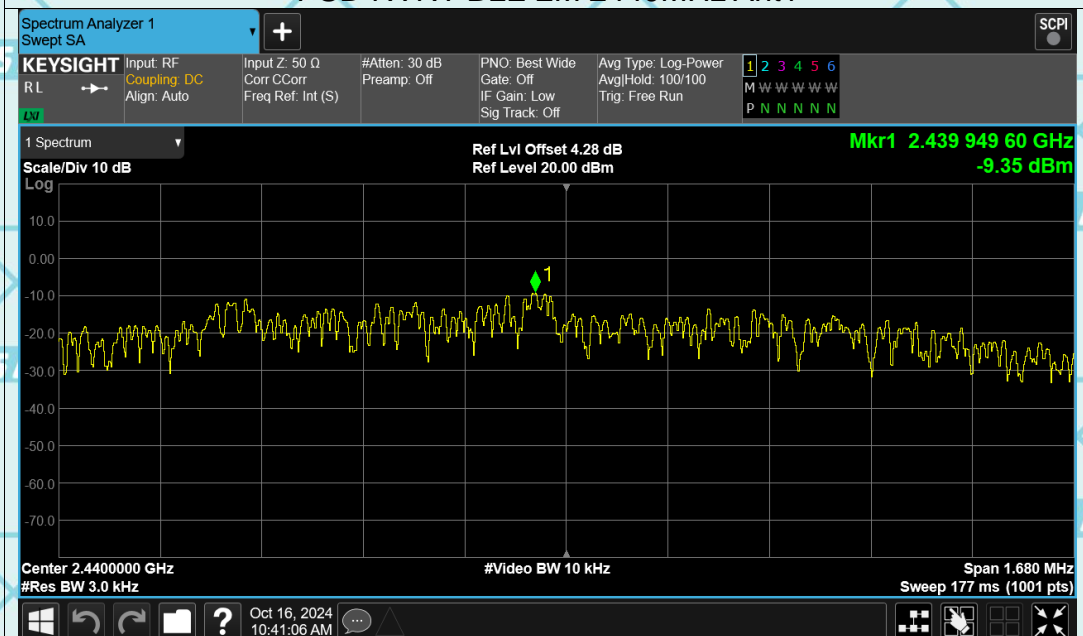 Spectrum Analyzer 1
Swept SA
+
SCPI
KEYSIGHT
RL
LXI
Input: RF
Coupling: DC
Align: Auto
Input Z: 50 Ω
Corr CCorr
Freq Ref: Int (S)
#Atten: 30 dB
Preamp: Off
PNO: Best Wide
Gate: Off
IF Gain: Low
Sig Track: Off
Avg Type: Log-Power
Avg|Hold: 100/100
Trig: Free Run
1 2 3 4 5 6
M W W W W W
P N N N N N
1 Spectrum
Scale/Div 10 dB
Ref Lvl Offset 4.28 dB
Ref Level 20.00 dBm
Mkr1 2.439 949 60 GHz
-9.35 dBm
Log
10.0
0.00
-10.0
-20.0
-30.0
-40.0
-50.0
-60.0
-70.0
1
Center 2.4400000 GHz
#Res BW 3.0 kHz
#Video BW 10 kHz
Span 1.680 MHz
Sweep 177 ms (1001 pts)
?
Oct 16, 2024
10:41:06 AM